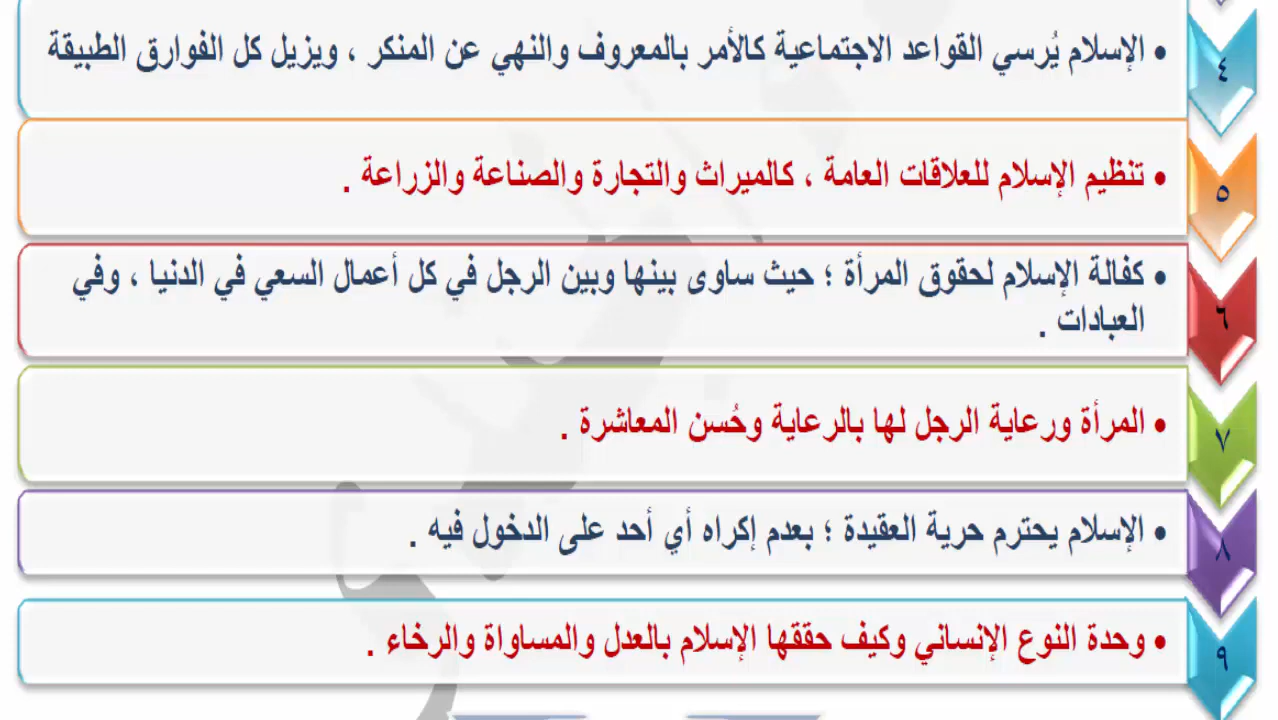 ٤
• الإسلام يُرسي القواعد الاجتماعية كالأمر بالمعروف والنهي عن المنكر ، ويزيل كل الفوارق الطبيقة
٥
• تنظيم الإسلام للعلاقات العامة ، كالميراث والتجارة والصناعة والزراعة .
٦
• كفالة الإسلام لحقوق المرأة ؛ حيث ساوى بينها وبين الرجل في كل أعمال السعي في الدنيا ، وفي
العبادات .
٧
• المرأة ورعاية الرجل لها بالرعاية وحُسن المعاشرة .
٨
• الإسلام يحترم حرية العقيدة ؛ بعدم إكراه أي أحد على الدخول فيه .
٩
• وحدة النوع الإنساني وكيف حققها الإسلام بالعدل والمساواة والرخاء .